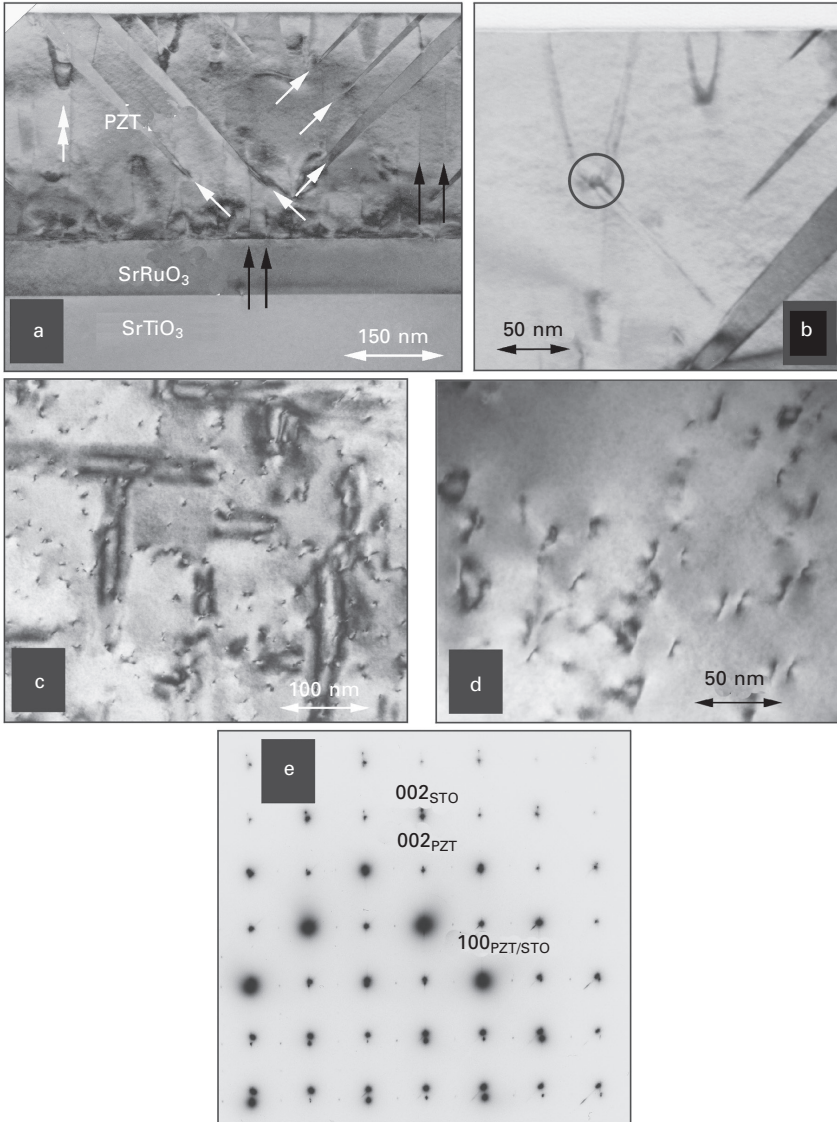 PZT
SrRuO₃
SrTiO₃
a
150 nm
50 nm
b
c
100 nm
d
50 nm
e
002STO
002PZT
100PZT/STO